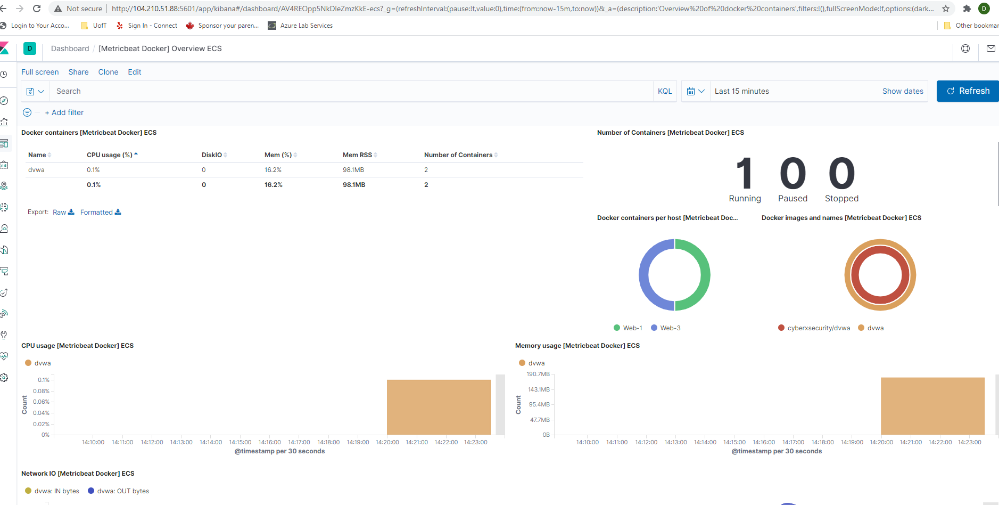 Not secure | http://104.210.51.88:5601/app/kibana#/dashboard/AV4REOpp5NkDleZmzKkE-ecs?_g=(refreshInterval:(pause:!t,value:0),time:(from:now-15m,to:now))&_a=(description:'Overview%20of%20docker%20containers',filters:!(),fullScreenMode:!f,options:(dark... D
Login to Your Acco... UofT Sign In - Connect Sponsor your paren... Azure Lab Services Other bookmar
D Dashboard / [Metricbeat Docker] Overview ECS
Full screen Share Clone Edit
Search KQL Last 15 minutes Show dates Refresh
+ Add filter
Docker containers [Metricbeat Docker] ECS
Name CPU usage (%) DiskIO Mem (%) Mem RSS Number of Containers
dvwa 0.1% 0 16.2% 98.1MB 2
0.1% 0 16.2% 98.1MB 2
Export: Raw Formatted
Number of Containers [Metricbeat Docker] ECS
1 0 0
Running Paused Stopped
Docker containers per host [Metricbeat Doc...
Web-1 Web-3
Docker images and names [Metricbeat Docker] ECS
cyberxsecurity/dvwa dvwa
CPU usage [Metricbeat Docker] ECS
dvwa
Count
0.1%
0.08%
0.06%
0.04%
0.02%
0%
14:10:00 14:11:00 14:12:00 14:13:00 14:14:00 14:15:00 14:16:00 14:17:00 14:18:00 14:19:00 14:20:00 14:21:00 14:22:00 14:23:00
@timestamp per 30 seconds
Memory usage [Metricbeat Docker] ECS
dvwa
Count
190.7MB
143.1MB
95.4MB
47.7MB
0B
14:10:00 14:11:00 14:12:00 14:13:00 14:14:00 14:15:00 14:16:00 14:17:00 14:18:00 14:19:00 14:20:00 14:21:00 14:22:00 14:23:00
@timestamp per 30 seconds
Network IO [Metricbeat Docker] ECS
dvwa: IN bytes dvwa: OUT bytes